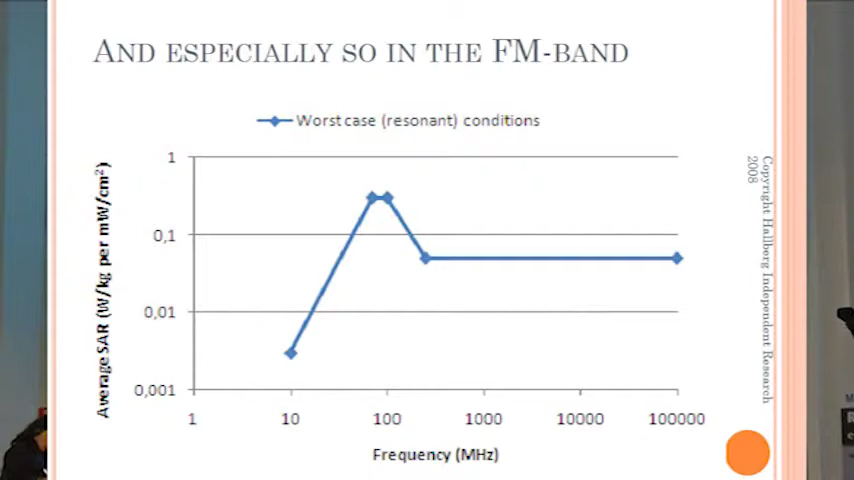 AND ESPECIALLY SO IN THE FM-BAND
Worst case (resonant) conditions
1
0,1
0,01
0,001
Average SAR (W/kg per mW/cm²)
1
10
100
1000
10000
100000
Frequency (MHz)
Copyright Hallberg Independent Research
2008